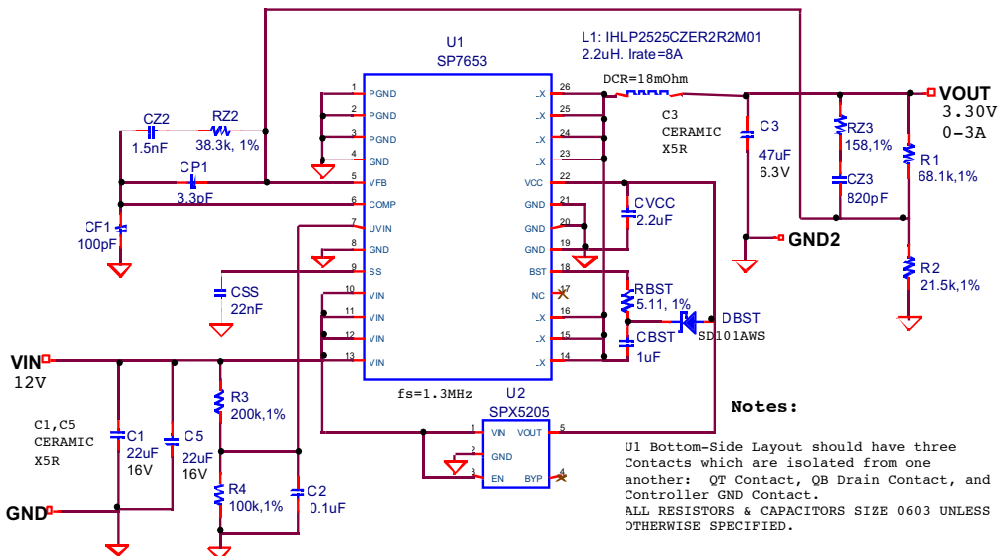 U1
SP7653
L1: IHLP2525CZER2R2M01
2.2uH. Irate=8A
DCR=18mOhm
1 PGND
2 PGND
3 PGND
4 GND
5 VFB
6 COMP
7 UVIN
8 GND
9 SS
10 VIN
11 VIN
12 VIN
13 VIN
26 LX
25 LX
24 LX
23 LX
22 VCC
21 GND
20 GND
19 GND
18 BST
17 NC
16 LX
15 LX
14 LX
fs=1.3MHz
CZ2
1.5nF
RZ2
38.3k, 1%
CP1
3.3pF
CF1
100pF
CSS
22nF
C3
CERAMIC
X5R
C3
47uF
6.3V
RZ3
158,1%
CZ3
820pF
R1
68.1k,1%
R2
21.5k,1%
VOUT
3.30V
0-3A
GND2
CVCC
2.2uF
RBST
5.11, 1%
CBST
1uF
DBST
SD101AWS
VIN
12V
C1,C5
CERAMIC
X5R
C1
22uF
16V
C5
22uF
16V
R3
200k,1%
R4
100k,1%
C2
0.1uF
GND
U2
SPX5205
1 VIN
2 GND
3 EN
VOUT 5
BYP 4
Notes:
U1 Bottom-Side Layout should have three
Contacts which are isolated from one
another: QT Contact, QB Drain Contact, and
Controller GND Contact.
ALL RESISTORS & CAPACITORS SIZE 0603 UNLESS
OTHERWISE SPECIFIED.